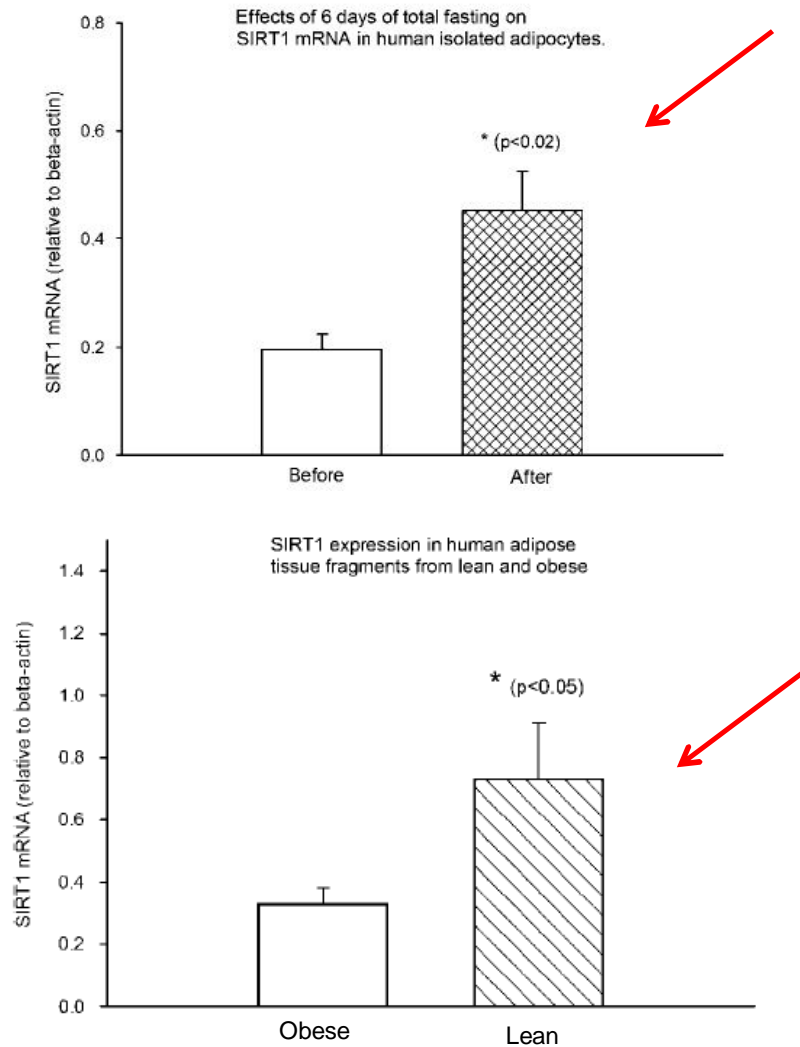 Effects of 6 days of total fasting on
SIRT1 mRNA in human isolated adipocytes.
SIRT1 mRNA (relative to beta-actin)
0.8
0.6
0.4
0.2
0.0
* (p<0.02)
Before
After
SIRT1 expression in human adipose
tissue fragments from lean and obese
SIRT1 mRNA (relative to beta-actin)
1.4
1.2
1.0
0.8
0.6
0.4
0.2
0.0
* (p<0.05)
Obese
Lean